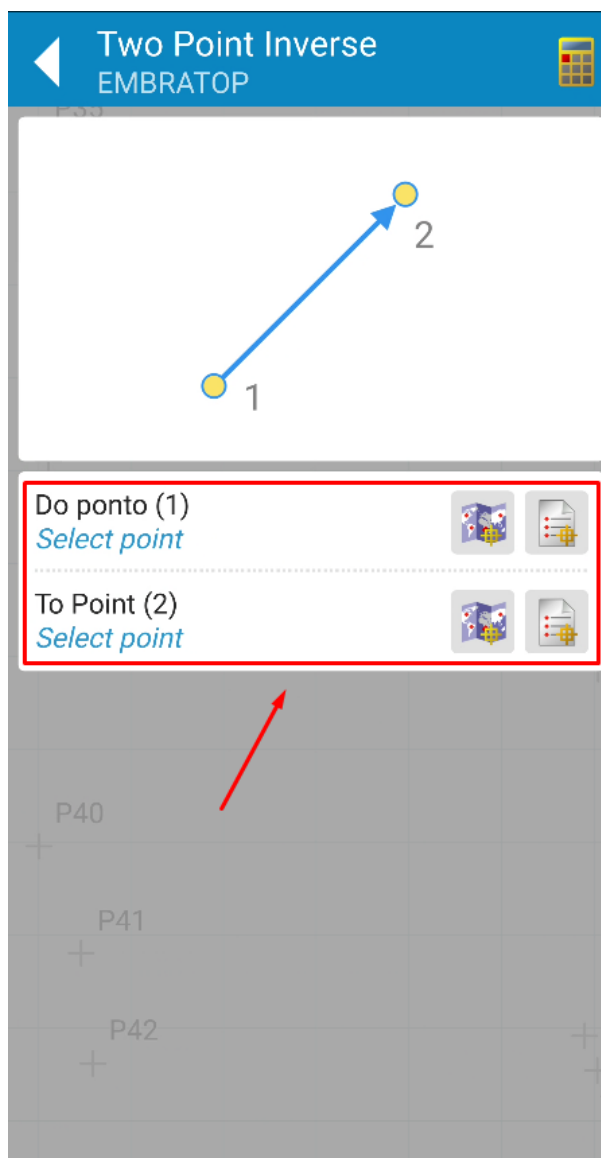 Two Point Inverse
EMBRATOP
P35
2
1
Do ponto (1)
Select point
To Point (2)
Select point
P40
P41
P42